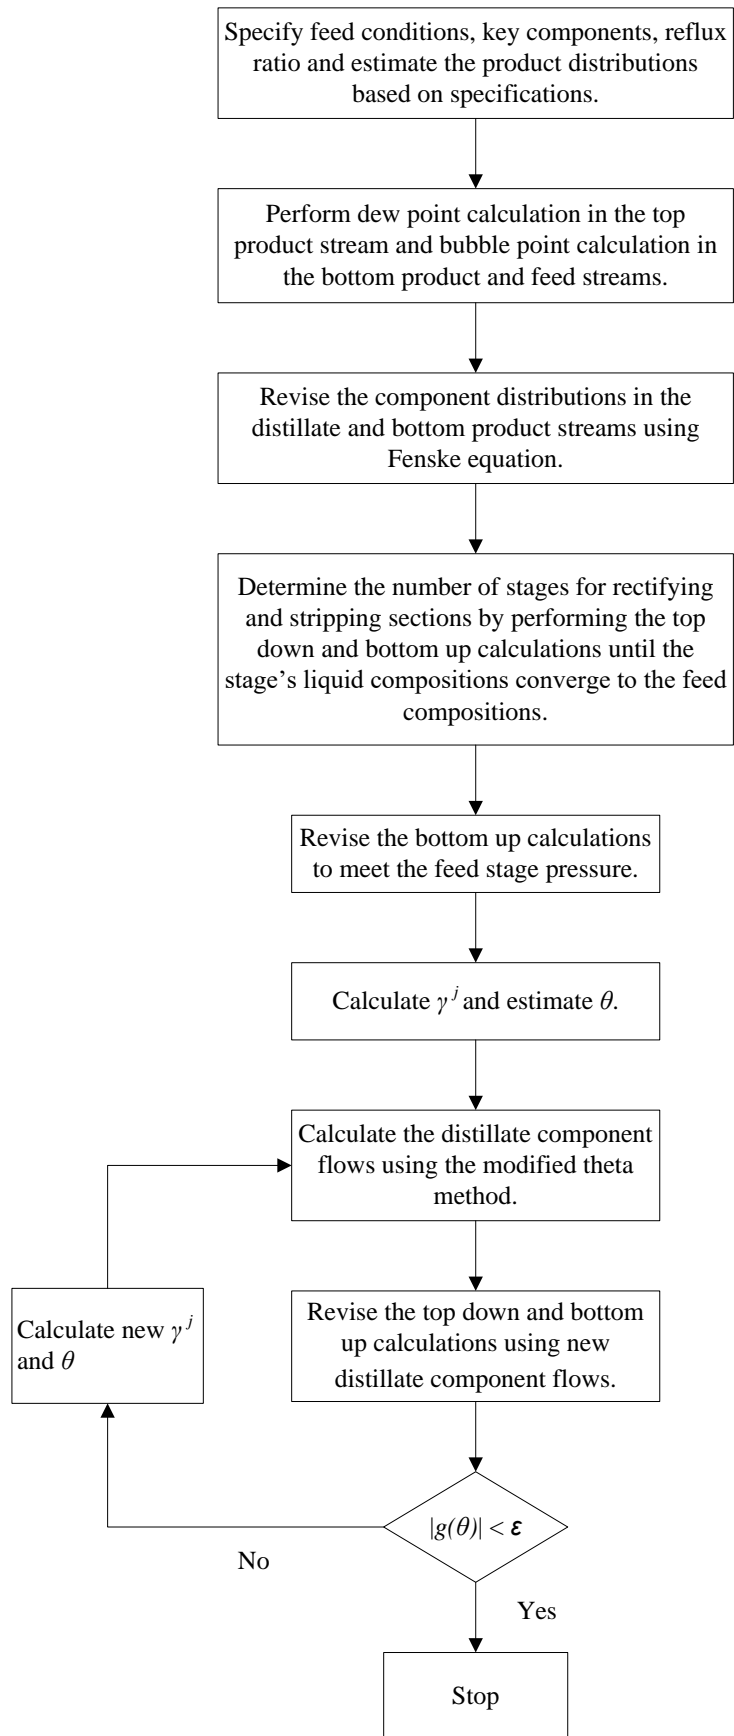 Specify feed conditions, key components, reflux
ratio and estimate the product distributions
based on specifications.
Perform dew point calculation in the top
product stream and bubble point calculation in
the bottom product and feed streams.
Revise the component distributions in the
distillate and bottom product streams using
Fenske equation.
Determine the number of stages for rectifying
and stripping sections by performing the top
down and bottom up calculations until the
stage’s liquid compositions converge to the feed
compositions.
Revise the bottom up calculations
to meet the feed stage pressure.
Calculate γ^j and estimate θ.
Calculate the distillate component
flows using the modified theta
method.
Revise the top down and bottom
up calculations using new
distillate component flows.
Calculate new γ^j
and θ
|g(θ)| < ε
No
Yes
Stop